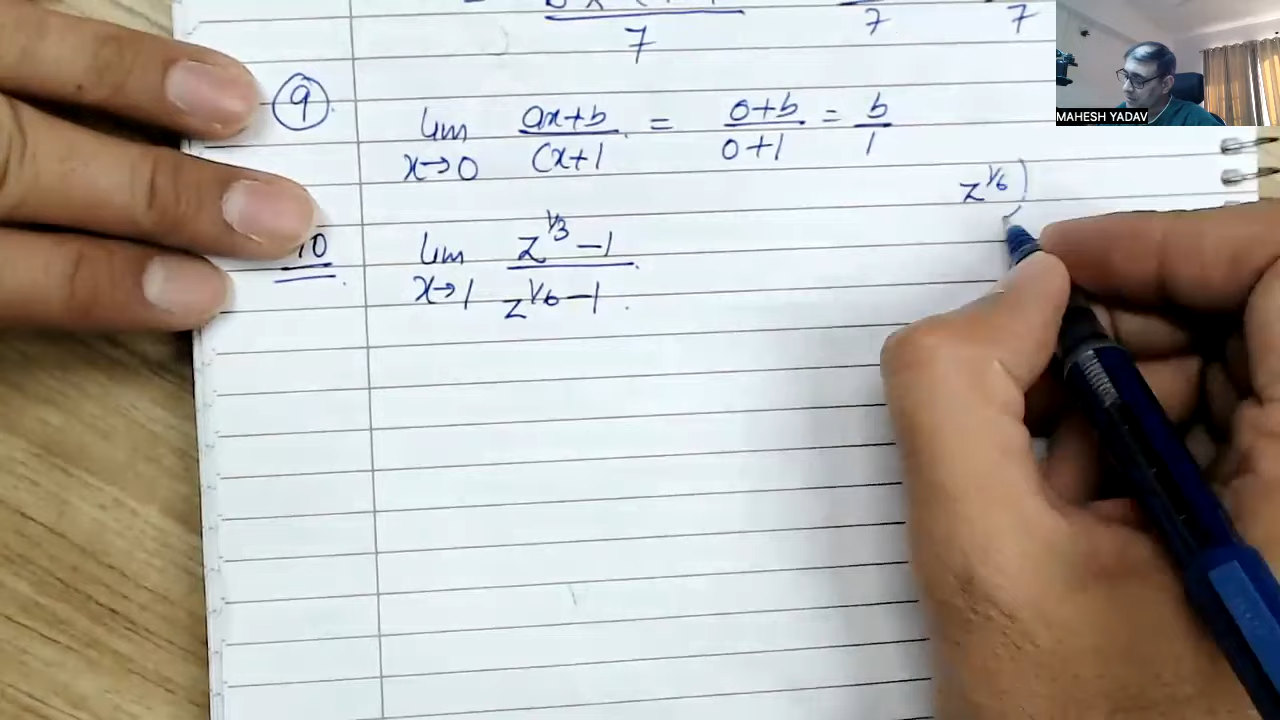 7 7 7
9 lim x→0 ax+b / cx+1 = 0+b / 0+1 = b / 1
MAHESH YADAV
z^1/6 )
10 lim x→1 z^1/3 −1 / z^1/6 −1